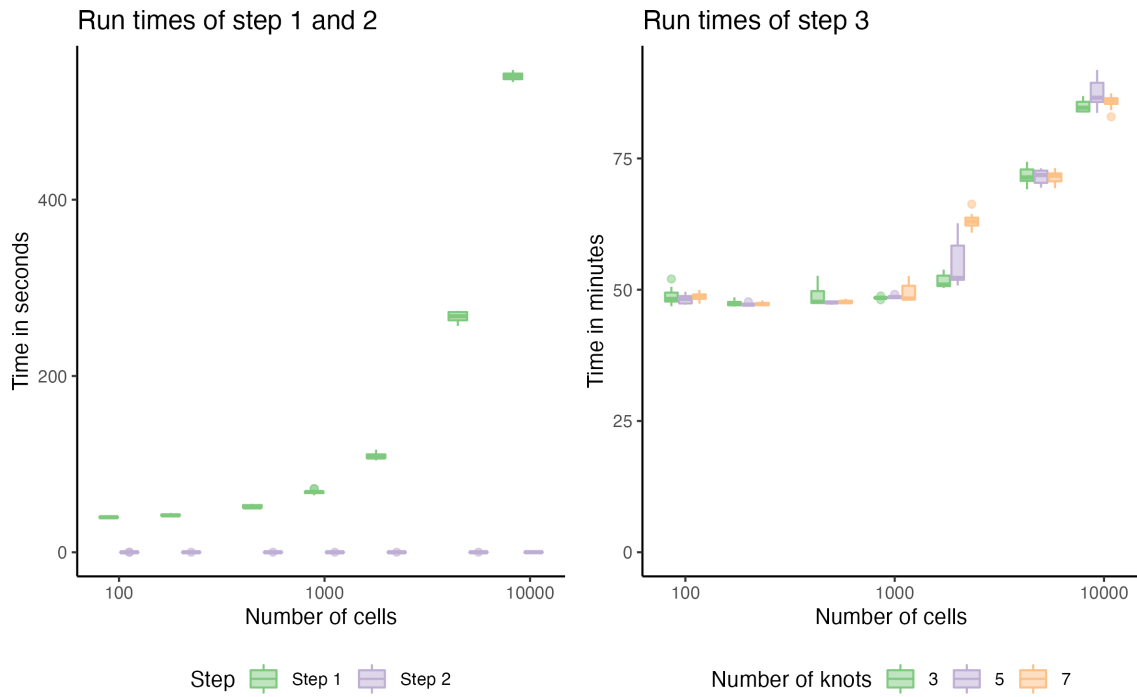 Run times of step 1 and 2
Time in seconds
400
200
0
100 1000 10000
Number of cells
Step Step 1 Step 2
Run times of step 3
Time in minutes
75
50
25
0
100 1000 10000
Number of cells
Number of knots 3 5 7